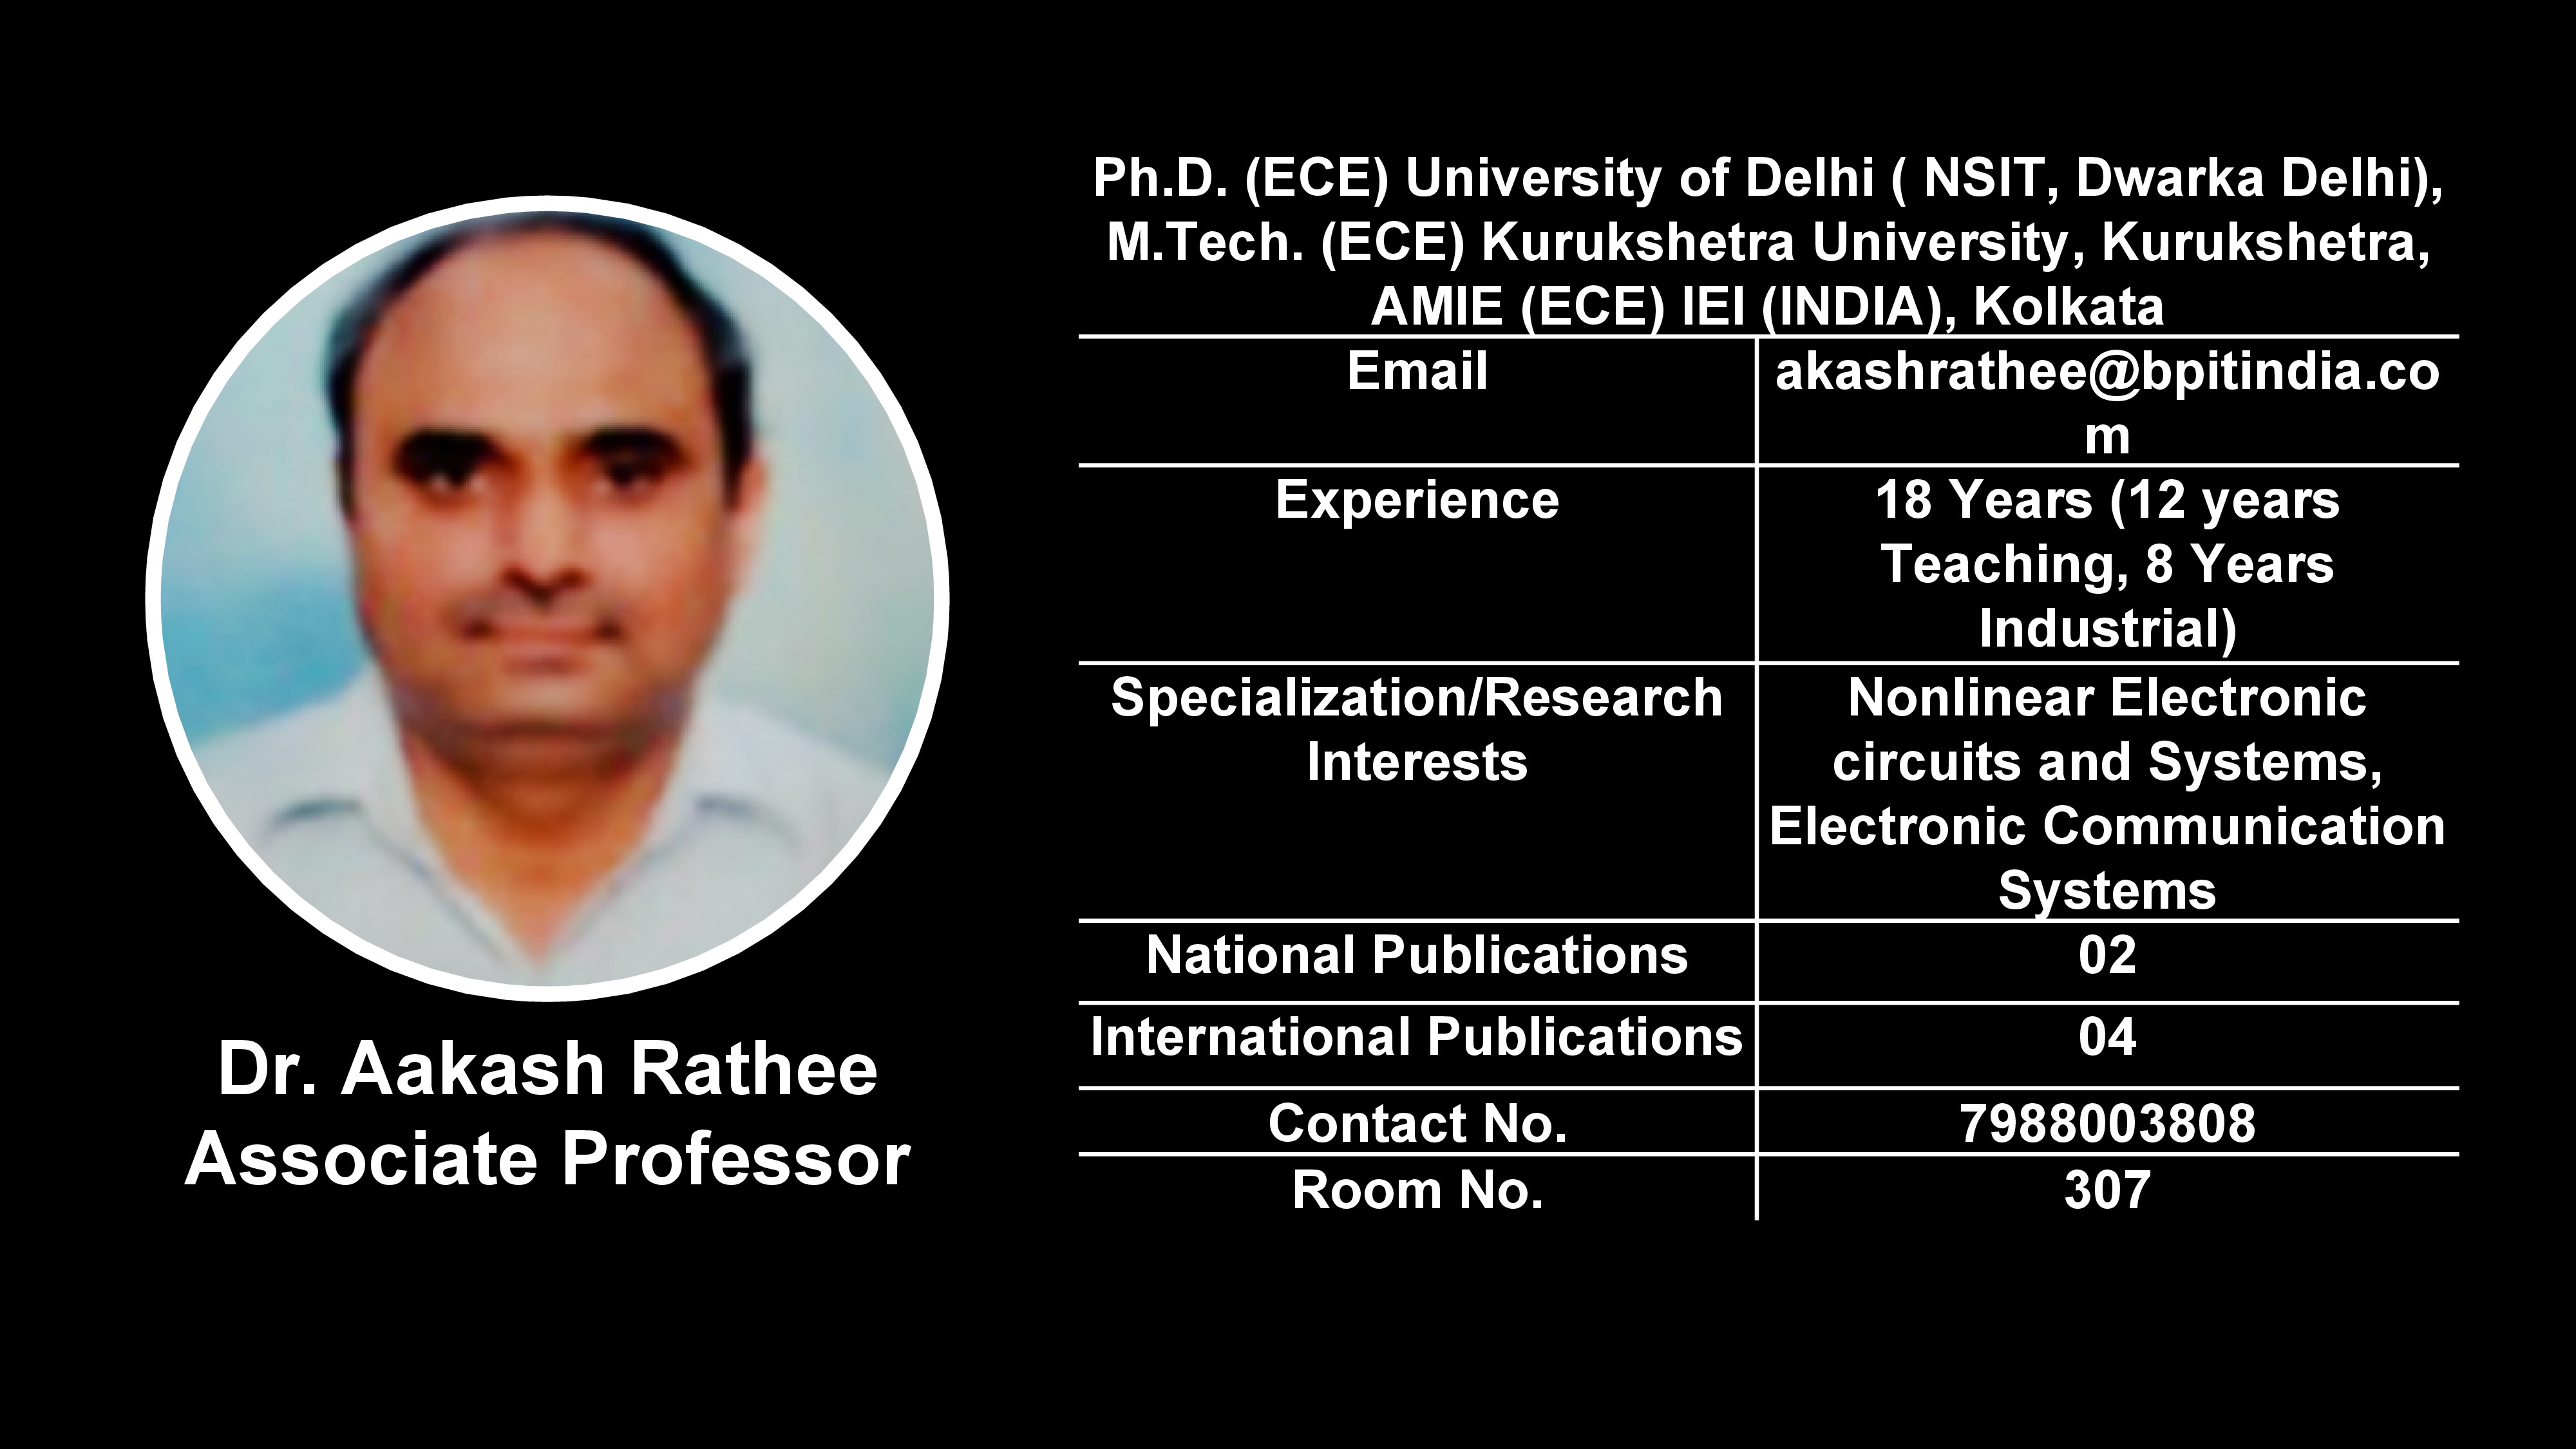 Ph.D. (ECE) University of Delhi ( NSIT, Dwarka Delhi),
M.Tech. (ECE) Kurukshetra University, Kurukshetra,
AMIE (ECE) IEI (INDIA), Kolkata
Email
akashrathee@bpitindia.co
m
Experience
18 Years (12 years
Teaching, 8 Years
Industrial)
Specialization/Research
Interests
Nonlinear Electronic
circuits and Systems,
Electronic Communication
Systems
National Publications
02
International Publications
04
Contact No.
7988003808
Room No.
307
Dr. Aakash Rathee
Associate Professor